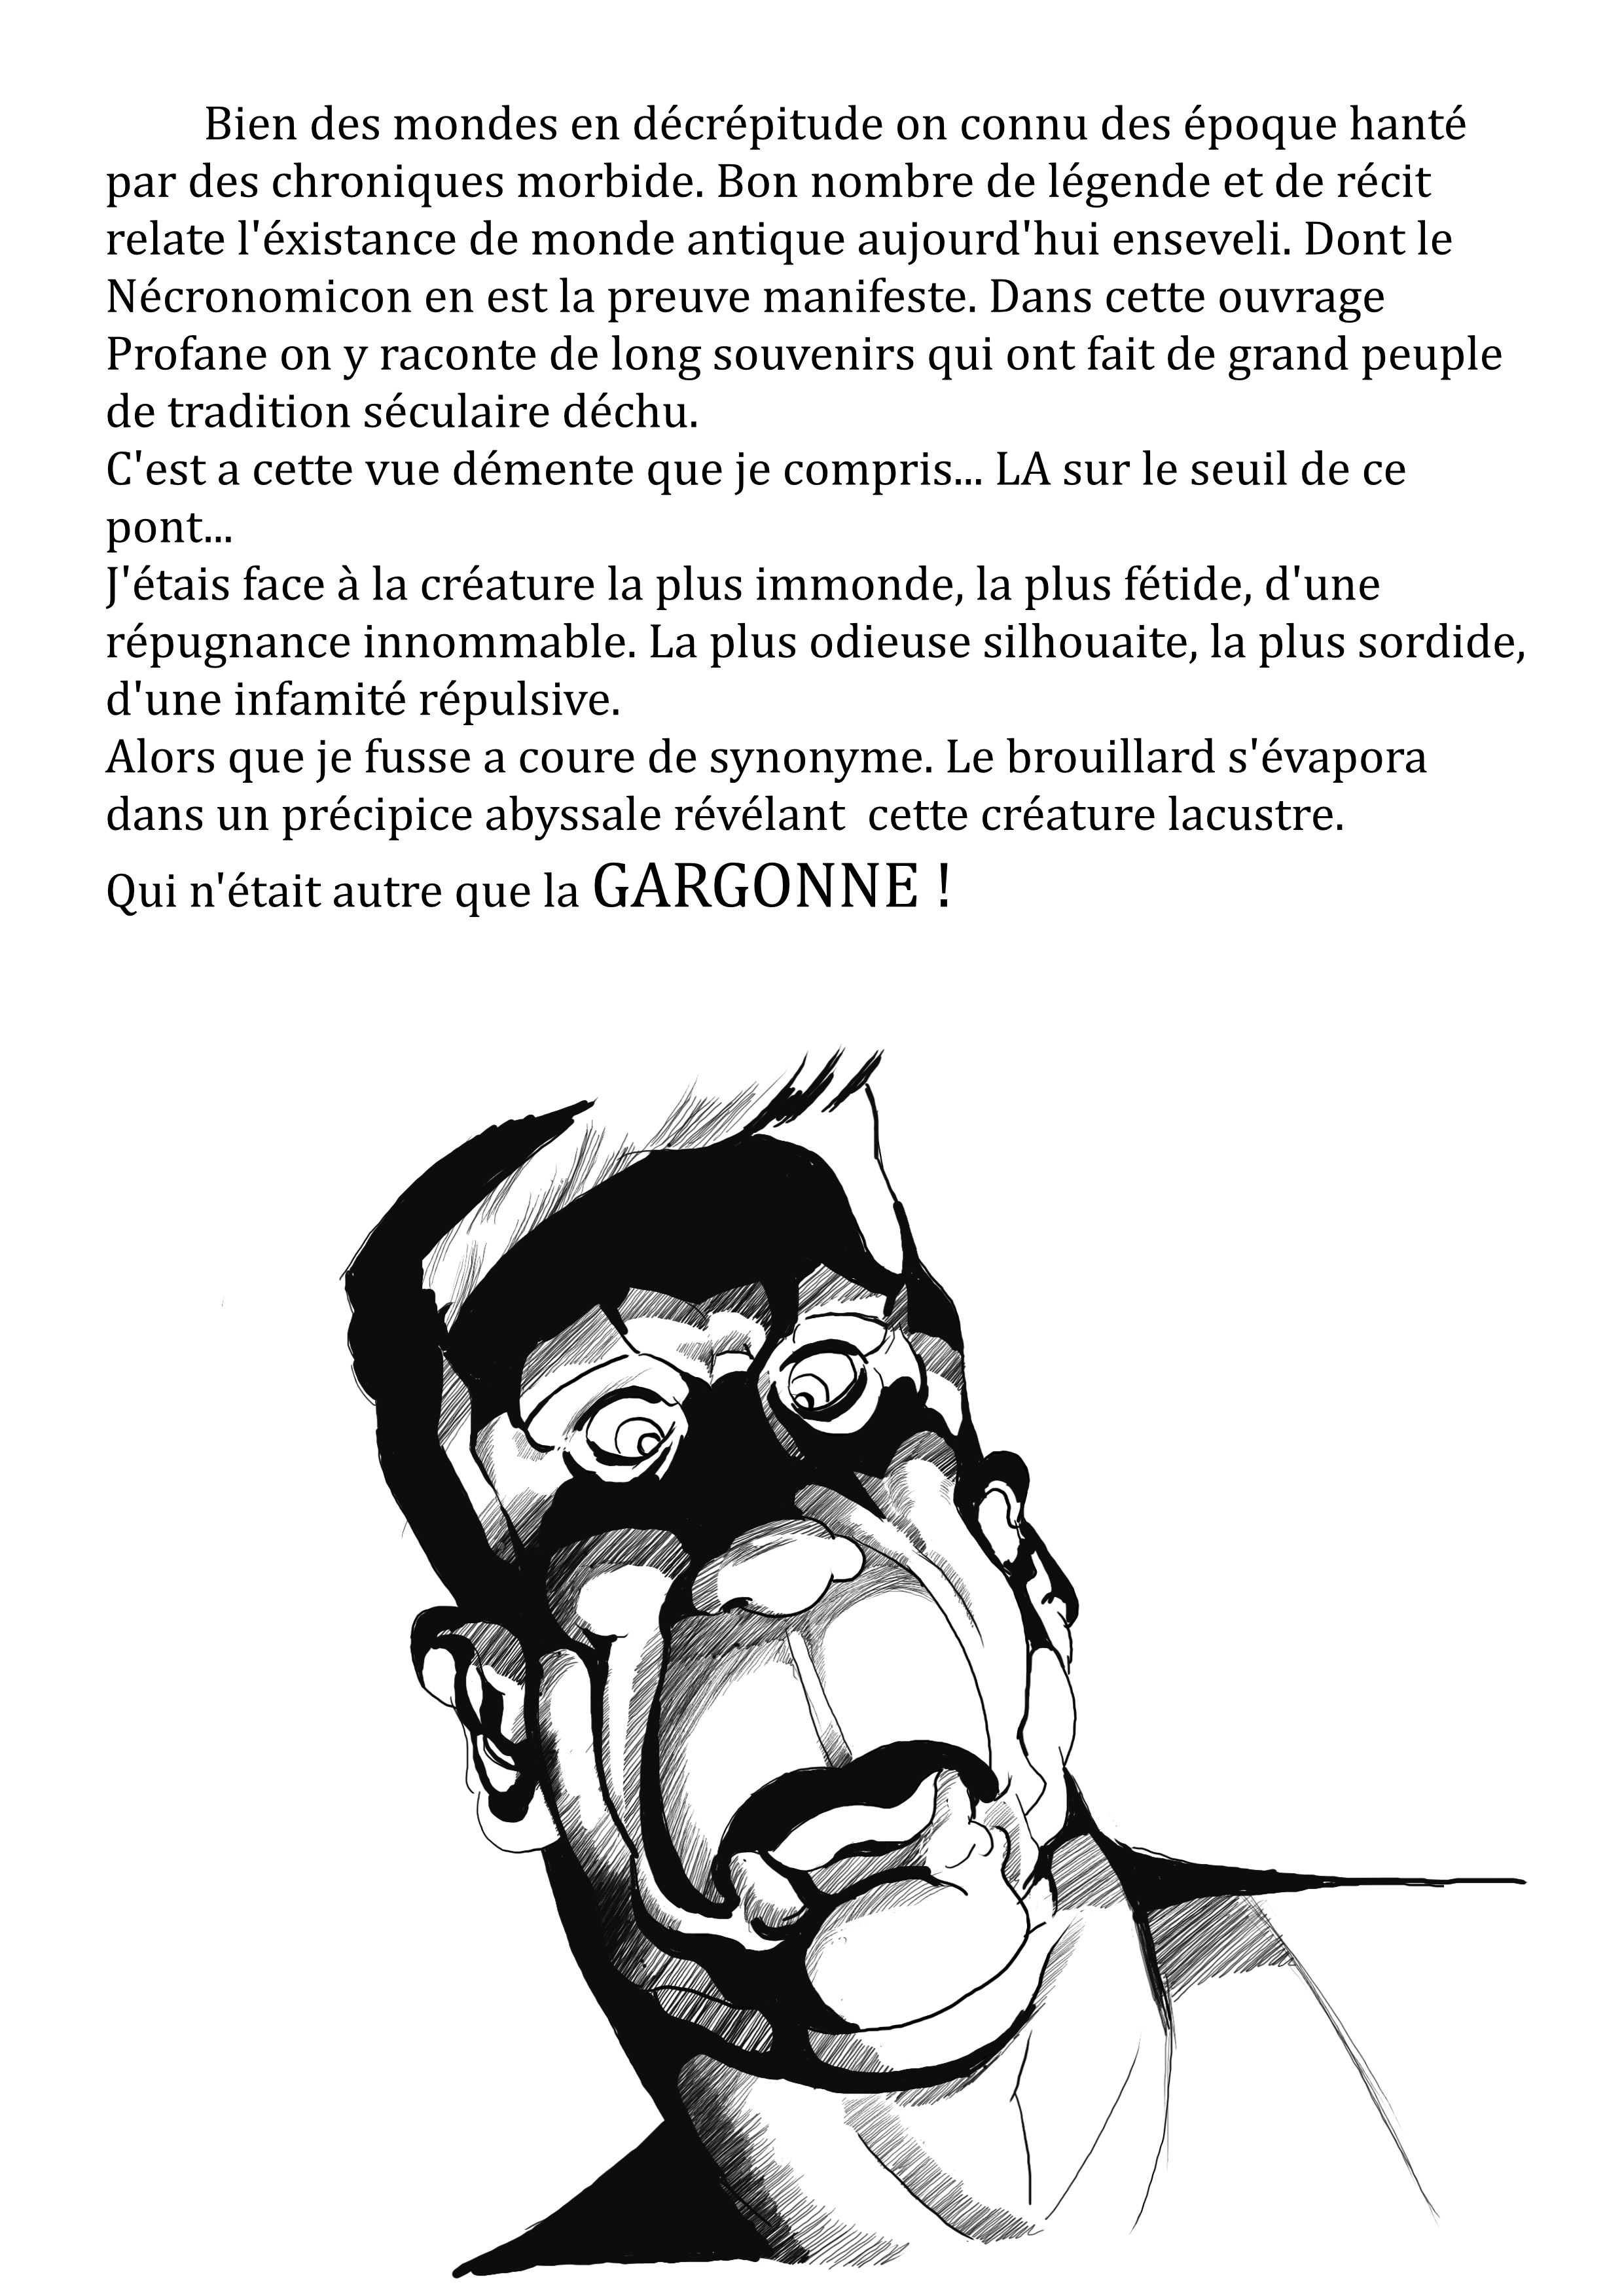 Bien des mondes en décrépitude on connu des époque hanté
par des chroniques morbide. Bon nombre de légende et de récit
relate l'éxistance de monde antique aujourd'hui enseveli. Dont le
Nécronomicon en est la preuve manifeste. Dans cette ouvrage
Profane on y raconte de long souvenirs qui ont fait de grand peuple
de tradition séculaire déchu.
C'est a cette vue démente que je compris... LA sur le seuil de ce
pont...
J'étais face à la créature la plus immonde, la plus fétide, d'une
répugnance innommable. La plus odieuse silhouaite, la plus sordide,
d'une infamité répulsive.
Alors que je fusse a coure de synonyme. Le brouillard s'évapora
dans un précipice abyssale révélant  cette créature lacustre.
Qui n'était autre que la GARGONNE !